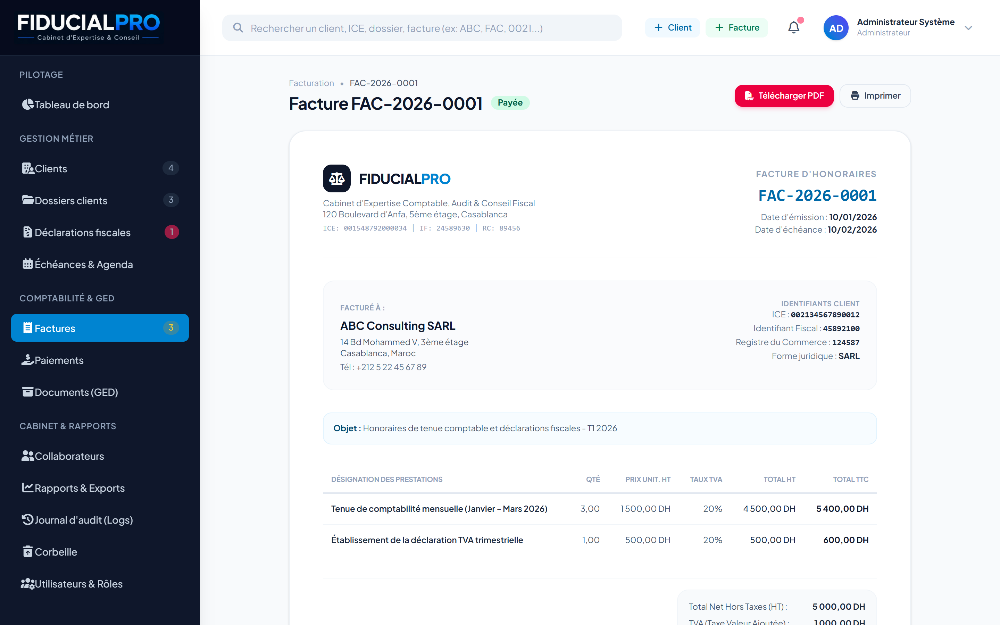 FIDUCIALPRO
Cabinet d'Expertise & Conseil
Rechercher un client, ICE, dossier, facture (ex: ABC, FAC, 0021...)
+ Client
+ Facture
AD
Administrateur Système
Administrateur
PILOTAGE
Tableau de bord
GESTION MÉTIER
Clients 4
Dossiers clients 3
Déclarations fiscales 1
Échéances & Agenda
COMPTABILITÉ & GED
Factures 3
Paiements
Documents (GED)
CABINET & RAPPORTS
Collaborateurs
Rapports & Exports
Journal d'audit (Logs)
Corbeille
Utilisateurs & Rôles
Facturation • FAC-2026-0001
Facture FAC-2026-0001 Payée
PDF Télécharger PDF
Imprimer
FIDUCIALPRO
Cabinet d'Expertise Comptable, Audit & Conseil Fiscal
120 Boulevard d'Anfa, 5ème étage, Casablanca
ICE: 001548792000034 | IF: 24589630 | RC: 89456
FACTURE D'HONORAIRES
FAC-2026-0001
Date d'émission : 10/01/2026
Date d'échéance : 10/02/2026
FACTURÉ À :
ABC Consulting SARL
14 Bd Mohammed V, 3ème étage
Casablanca, Maroc
Tél : +212 5 22 45 67 89
IDENTIFIANTS CLIENT
ICE : 002134567890012
Identifiant Fiscal : 45892100
Registre du Commerce : 124587
Forme juridique : SARL
Objet : Honoraires de tenue comptable et déclarations fiscales - T1 2026
DÉSIGNATION DES PRESTATIONS QTÉ PRIX UNIT. HT TAUX TVA TOTAL HT TOTAL TTC
Tenue de comptabilité mensuelle (Janvier - Mars 2026) 3,00 1 500,00 DH 20% 4 500,00 DH 5 400,00 DH
Établissement de la déclaration TVA trimestrielle 1,00 500,00 DH 20% 500,00 DH 600,00 DH
Total Net Hors Taxes (HT) : 5 000,00 DH
TVA (Taxe Valeur Ajoutée) : 1 000,00 DH